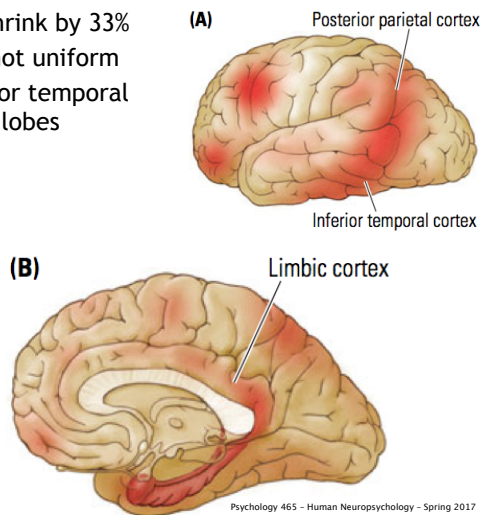 hrink by 33%
not uniform
or temporal
lobes
(A)
Posterior parietal cortex
Inferior temporal cortex
(B)
Limbic cortex
Psychology 465 – Human Neuropsychology – Spring 2017